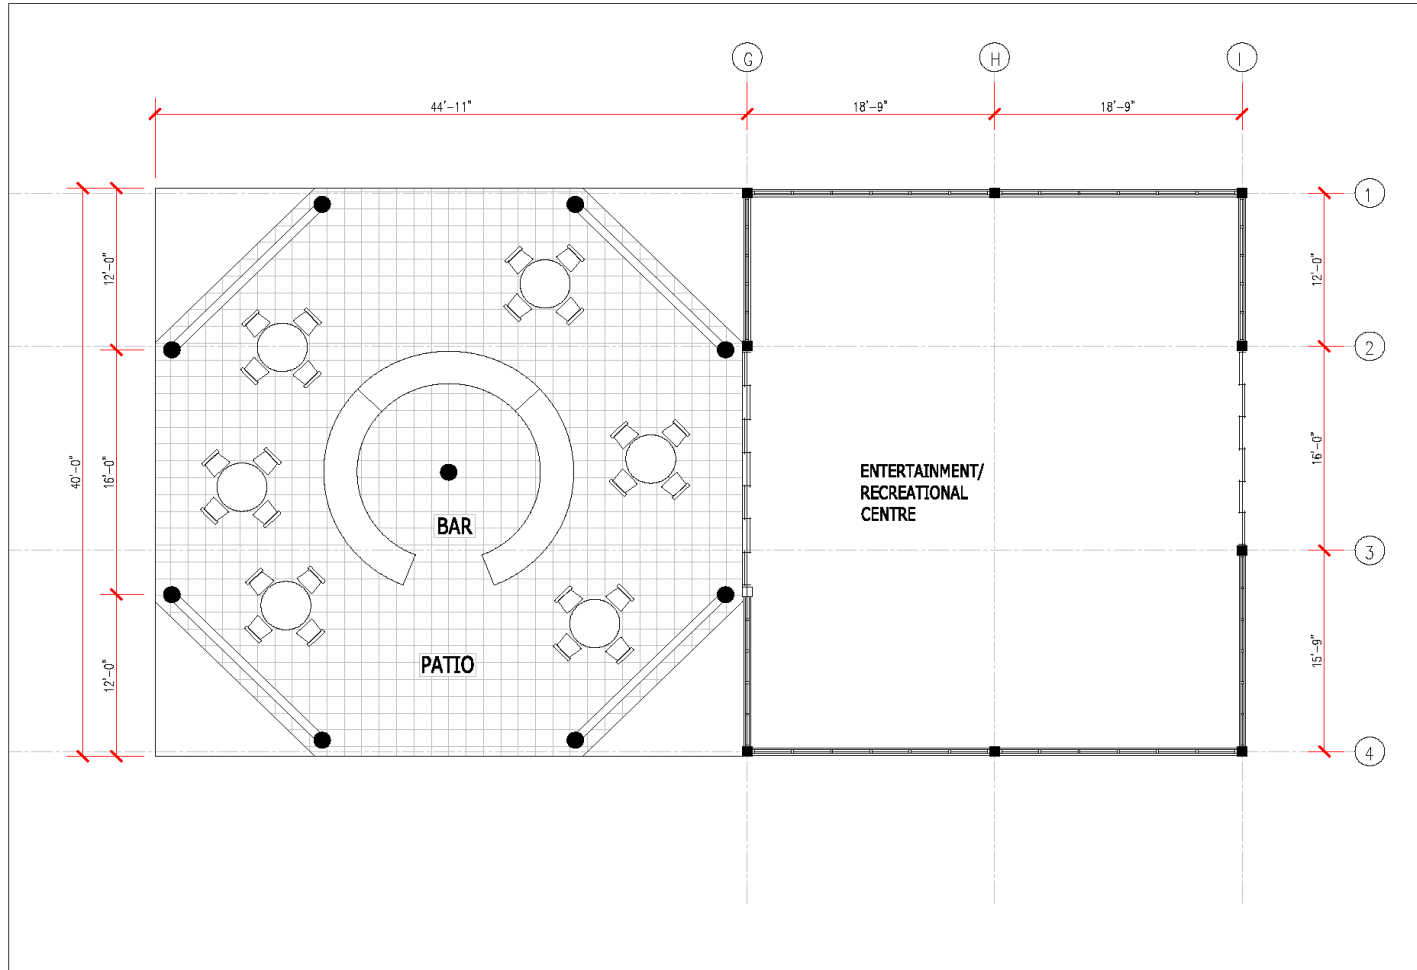 G
H
I
44'-11"
18'-9"
18'-9"
1
12'-0"
12'-0"
2
40'-0"
16'-0"
16'-0"
ENTERTAINMENT/
RECREATIONAL
CENTRE
BAR
3
12'-0"
15'-9"
PATIO
4